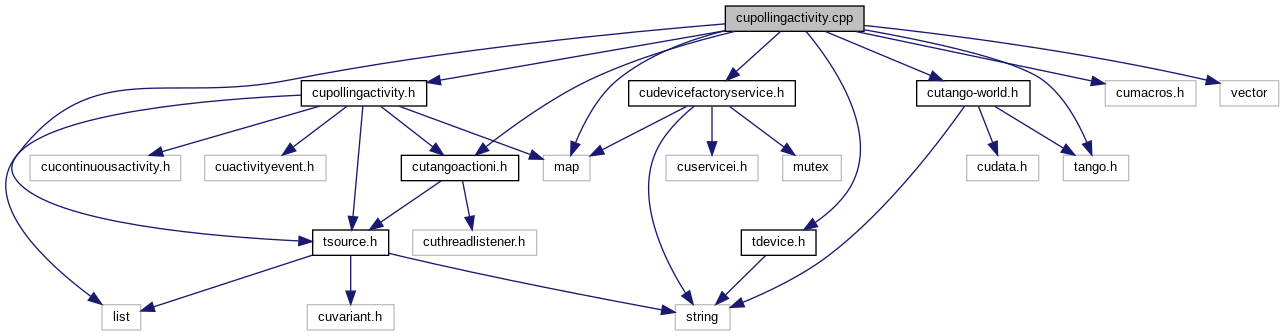 cupollingactivity.cpp
cupollingactivity.h
cudevicefactoryservice.h
cutango-world.h
cumacros.h
vector
cucontinuousactivity.h
cuactivityevent.h
cutangoactioni.h
map
cuservicei.h
mutex
cudata.h
tango.h
tsource.h
cuthreadlistener.h
tdevice.h
list
cuvariant.h
string